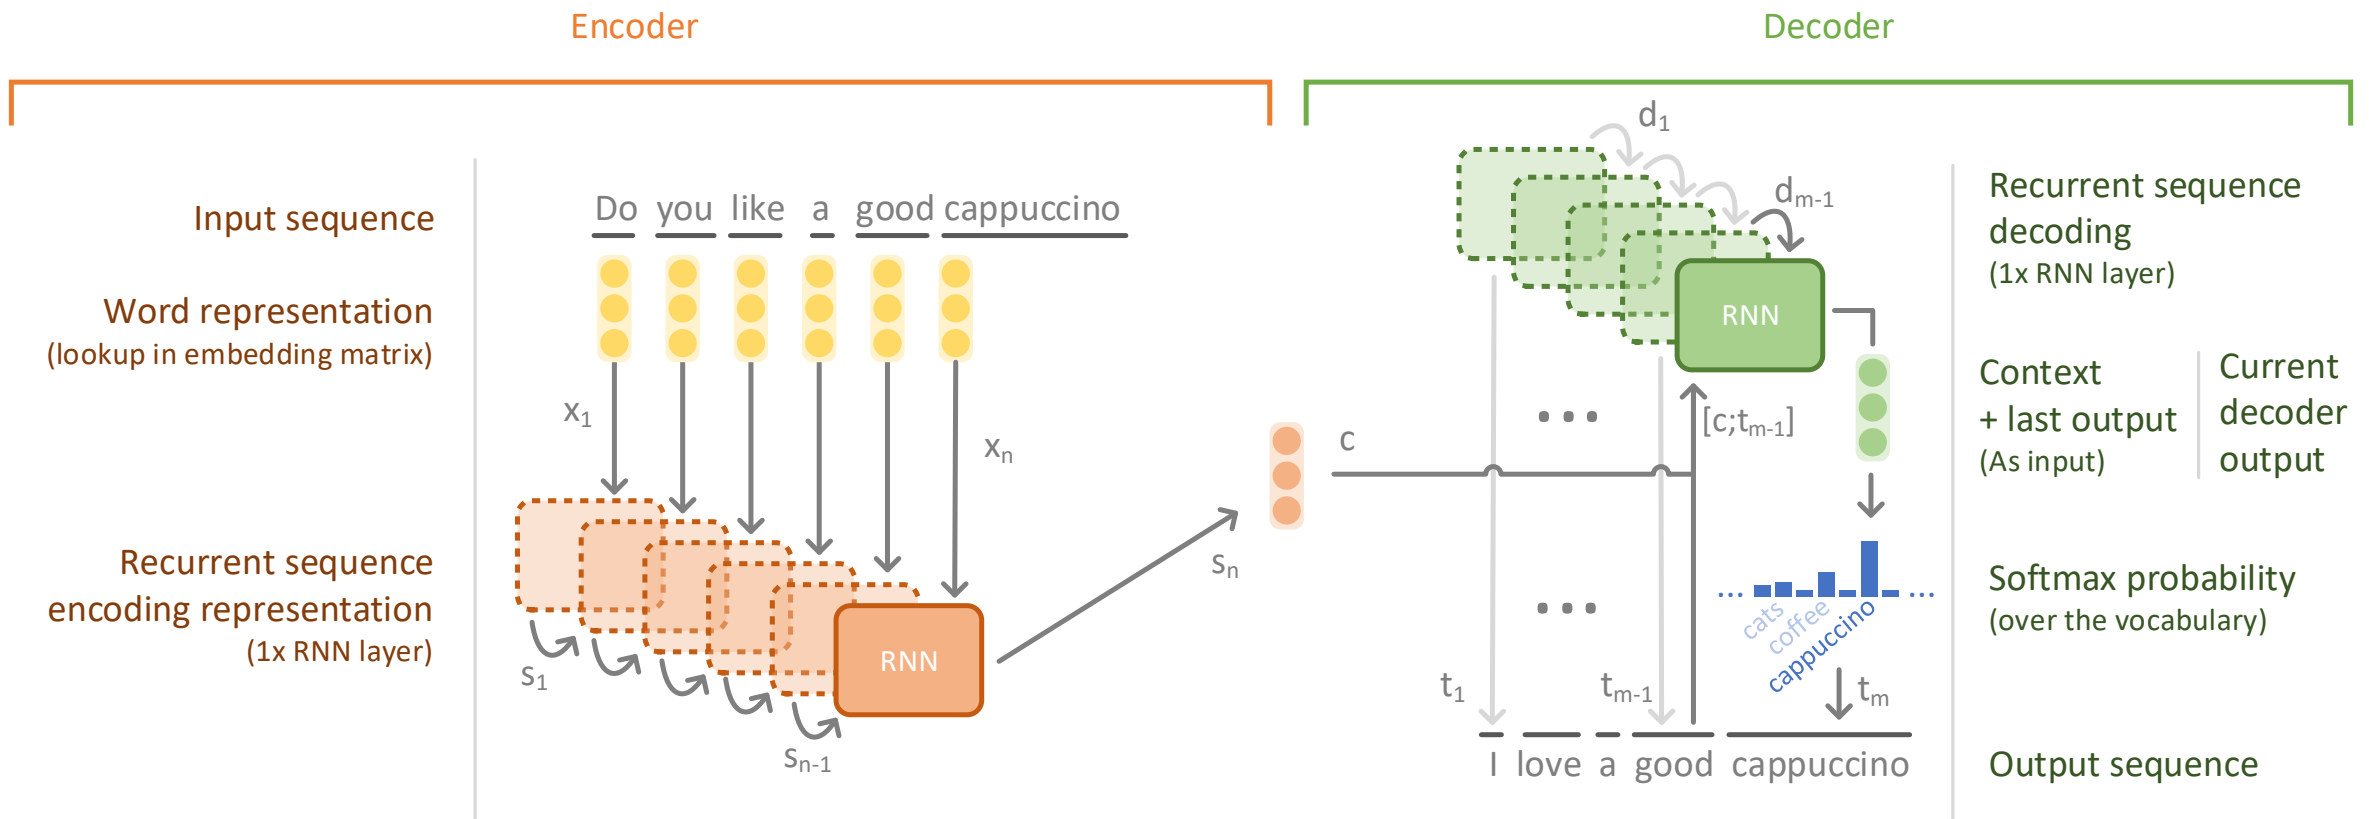 Encoder
Input sequence
Word representation
(lookup in embedding matrix)
Recurrent sequence
encoding representation
(1x RNN layer)
Do you like a good cappuccino
x1
xn
s1
sn-1
RNN
sn
c
Decoder
d1
dm-1
RNN
...
[c;tm-1]
...
t1
tm-1
... cats coffee cappuccino ...
tm
I love a good cappuccino
Recurrent sequence
decoding
(1x RNN layer)
Context
+ last output
(As input)
Current
decoder
output
Softmax probability
(over the vocabulary)
Output sequence